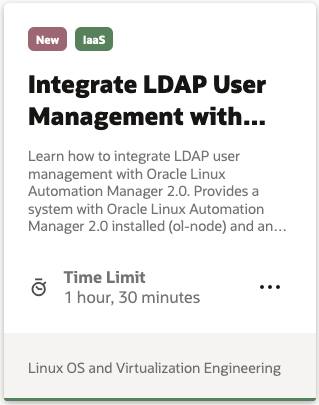 New IaaS
Integrate LDAP User
Management with...
Learn how to integrate LDAP user
management with Oracle Linux
Automation Manager 2.0. Provides a
system with Oracle Linux Automation
Manager 2.0 installed (ol-node) and an...
Time Limit
1 hour, 30 minutes
Linux OS and Virtualization Engineering